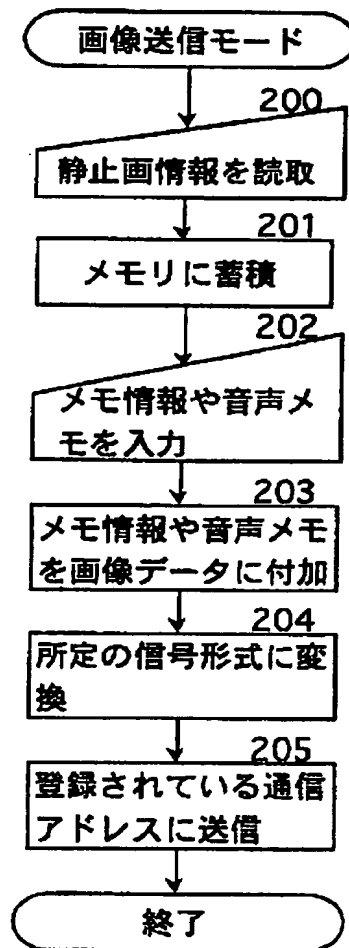 画像送信モード
200
静止画情報を読取
201
メモリに蓄積
202
メモ情報や音声メ
モを入力
203
メモ情報や音声メモ
を画像データに付加
204
所定の信号形式に変
換
205
登録されている通信
アドレスに送信
終了